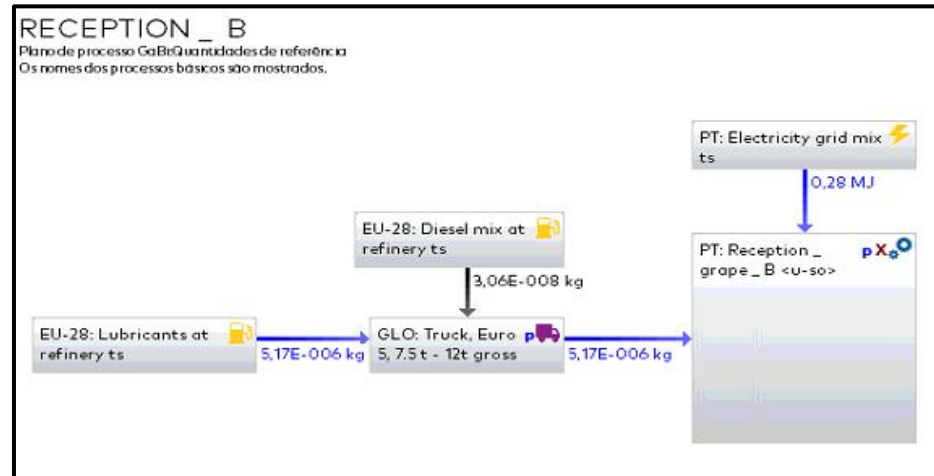 RECEPTION _ B
Plano de processo GaBi:Quantidades de referência
Os nomes dos processos básicos são mostrados.
PT: Electricity grid mix
ts
0,28 MJ
EU-28: Diesel mix at
refinery ts
3,06E-008 kg
PT: Reception _
grape _ B <u-so>
pX
EU-28: Lubricants at
refinery ts
5,17E-006 kg
GLO: Truck, Euro
5, 7.5 t - 12t gross
p
5,17E-006 kg